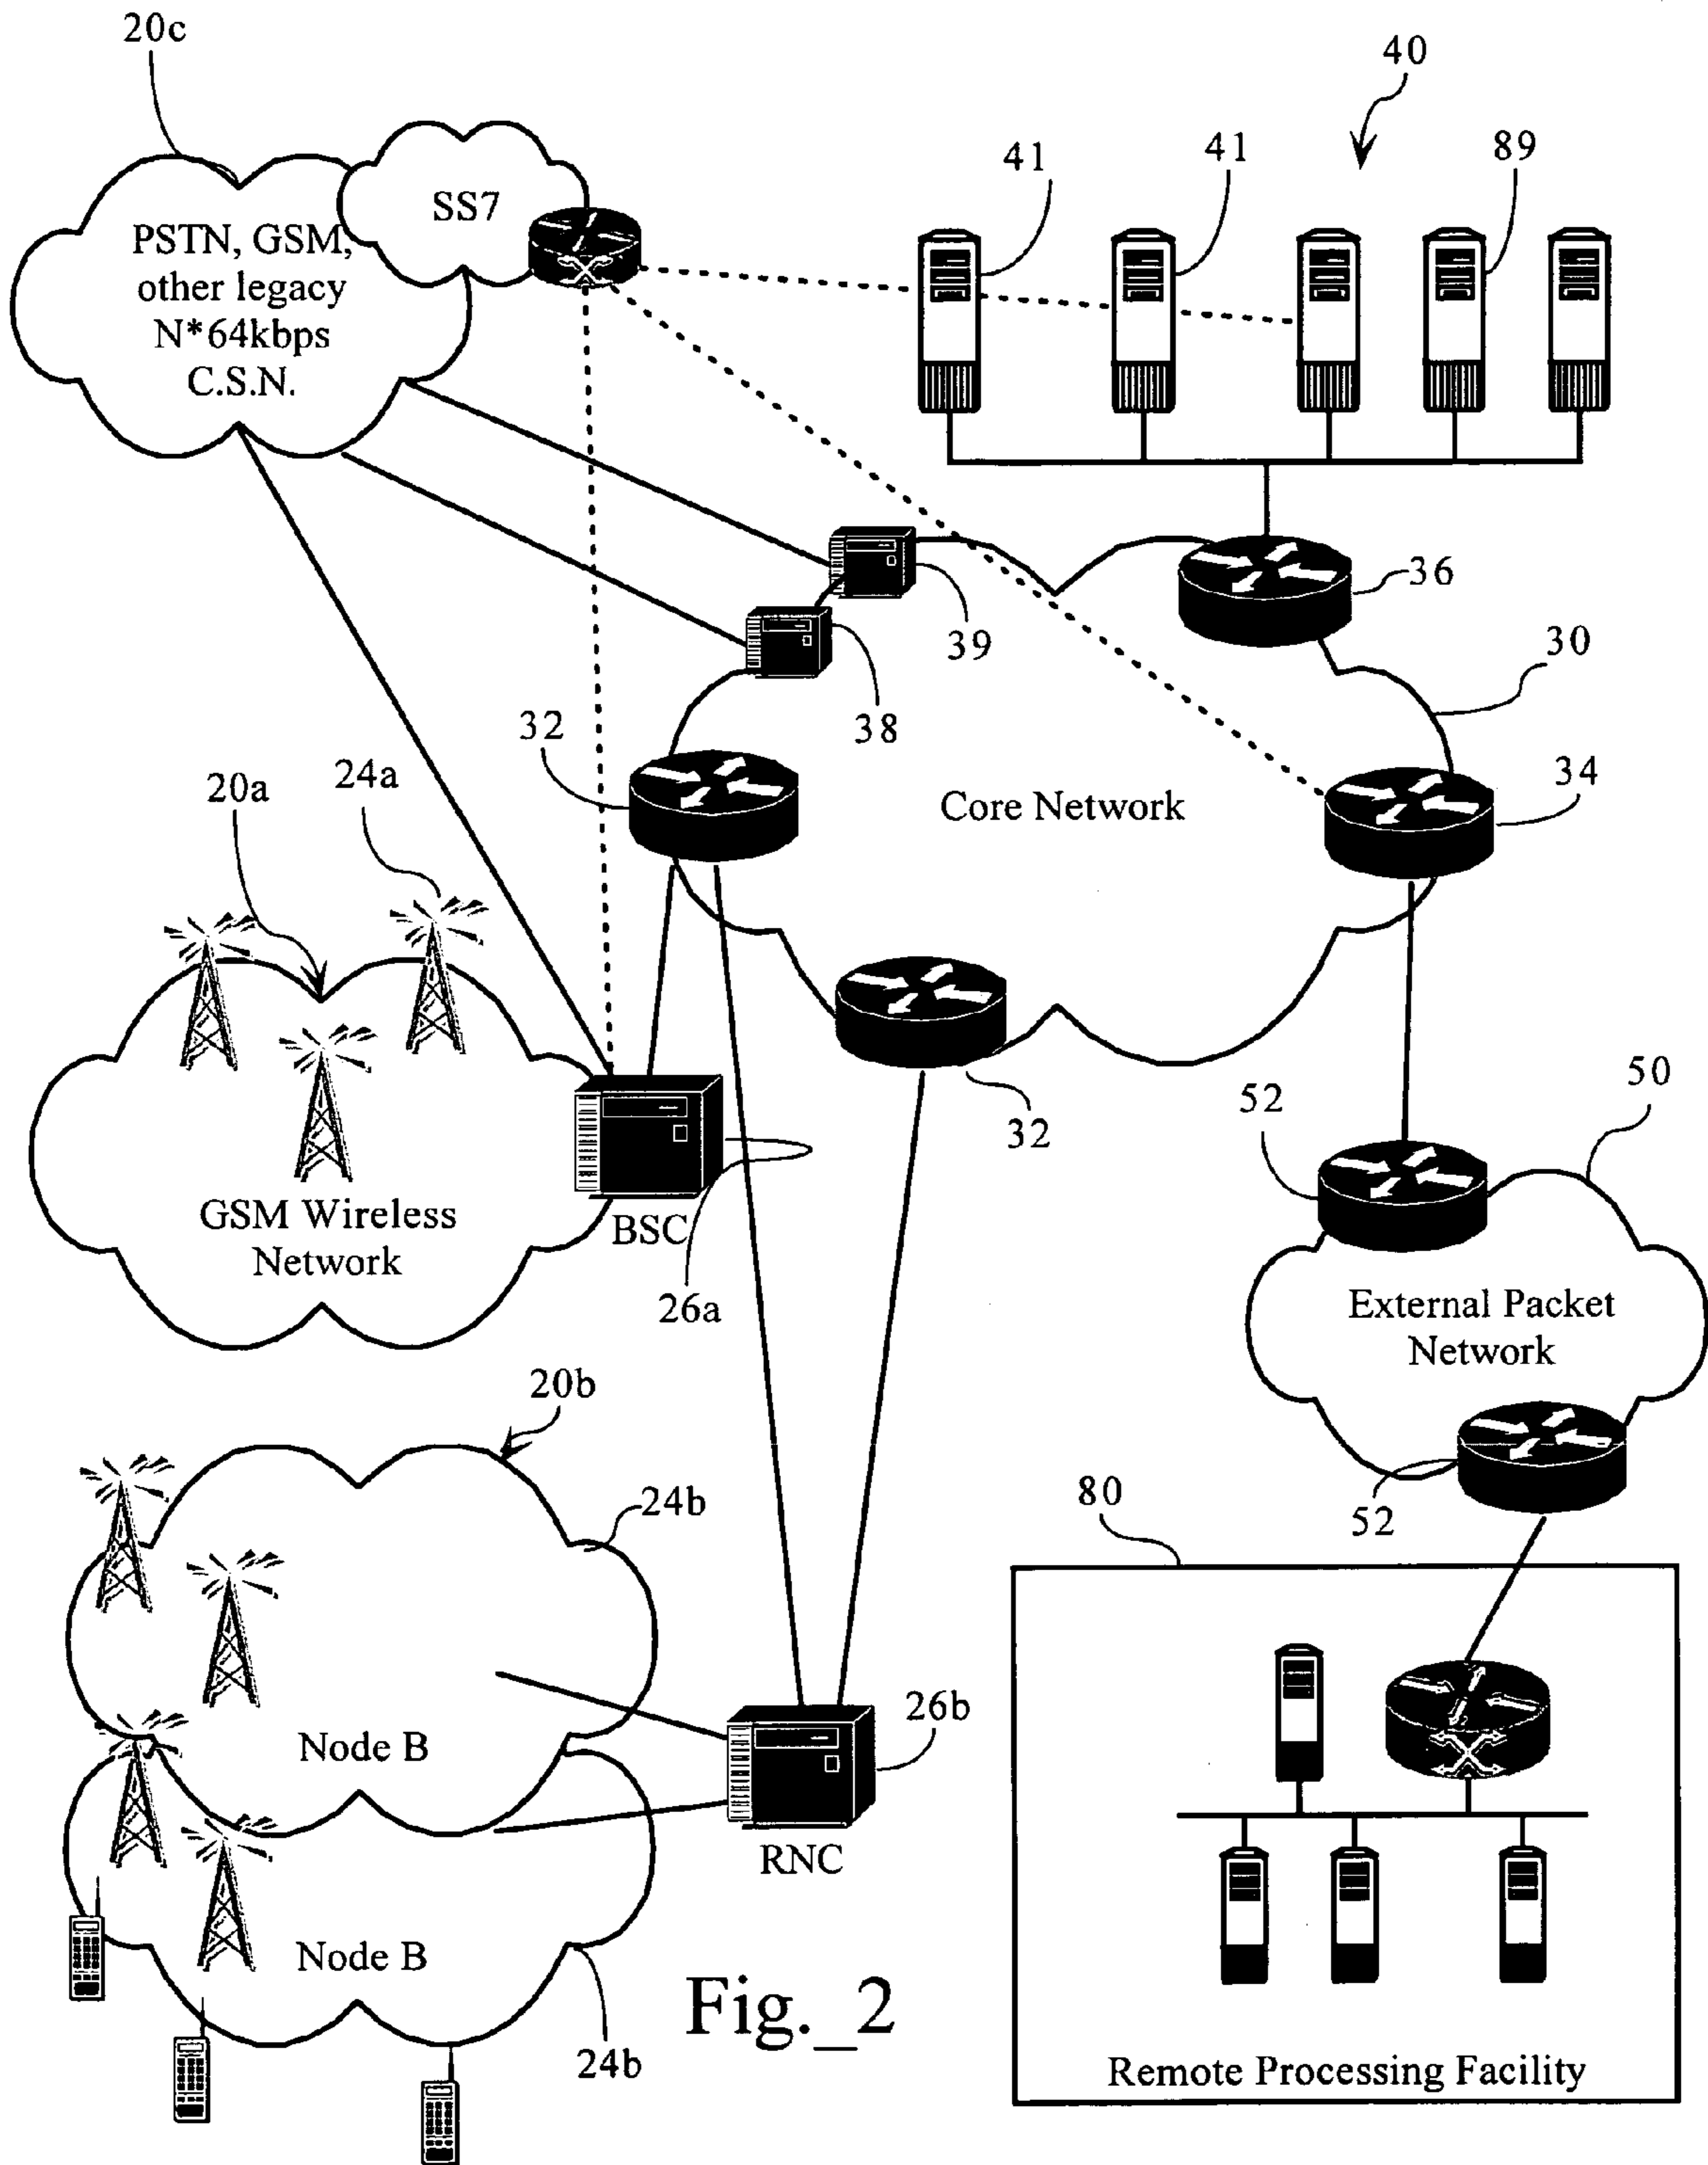 20c
40
41
41
89
SS7
PSTN, GSM,
other legacy
N*64kbps
C.S.N.
36
39
30
38
32
34
24a
20a
Core Network
32
52
50
GSM Wireless
Network
BSC
26a
External Packet
Network
20b
24b
80
52
26b
Node B
RNC
Node B
24b
Fig._2
Remote Processing Facility